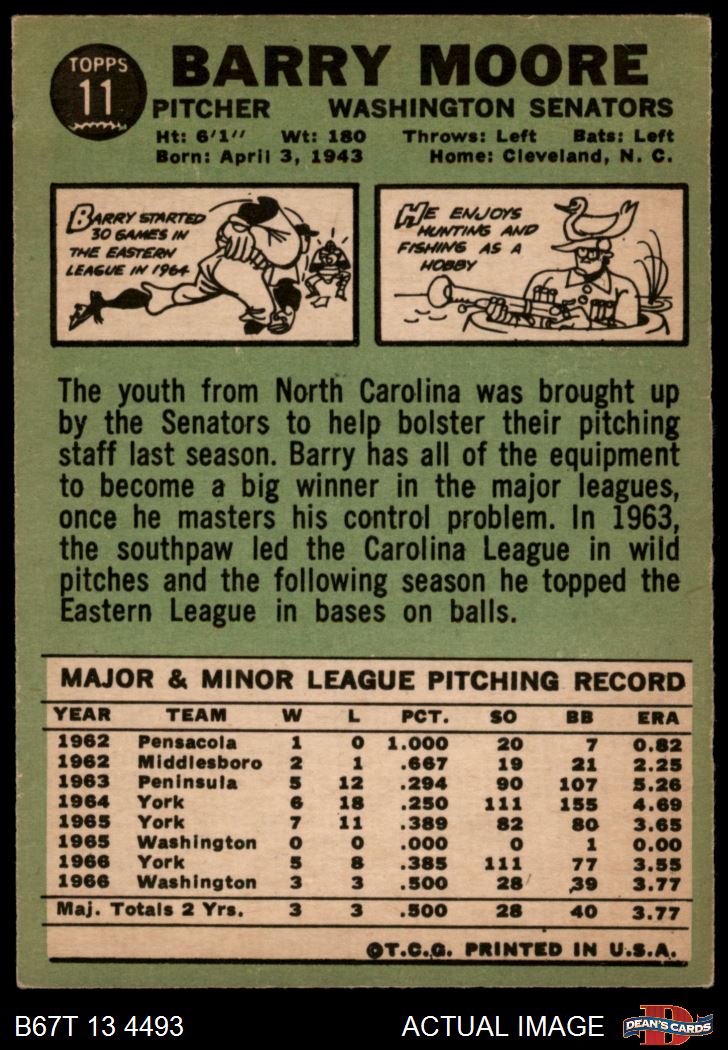 TOPPS
11
BARRY MOORE
PITCHER WASHINGTON SENATORS
Ht: 6'1" Wt: 180 Throws: Left Bats: Left
Born: April 3, 1943 Home: Cleveland, N. C.
BARRY STARTED
30 GAMES IN
THE EASTERN
LEAGUE IN 1964
HE ENJOYS
HUNTING AND
FISHING AS A
HOBBY
The youth from North Carolina was brought up
by the Senators to help bolster their pitching
staff last season. Barry has all of the equipment
to become a big winner in the major leagues,
once he masters his control problem. In 1963,
the southpaw led the Carolina League in wild
pitches and the following season he topped the
Eastern League in bases on balls.
MAJOR & MINOR LEAGUE PITCHING RECORD
YEAR TEAM W L PCT. SO BB ERA
1962 Pensacola 1 0 1.000 20 7 0.82
1962 Middlesboro 2 1 .667 19 21 2.25
1963 Peninsula 5 12 .294 90 107 5.26
1964 York 6 18 .250 111 155 4.69
1965 York 7 11 .389 82 80 3.65
1965 Washington 0 0 .000 0 1 0.00
1966 York 5 8 .385 111 77 3.55
1966 Washington 3 3 .500 28 39 3.77
Maj. Totals 2 Yrs. 3 3 .500 28 40 3.77
©T.C.G. PRINTED IN U.S.A.
B67T 13 4493 ACTUAL IMAGE
D
DEAN'S CARDS